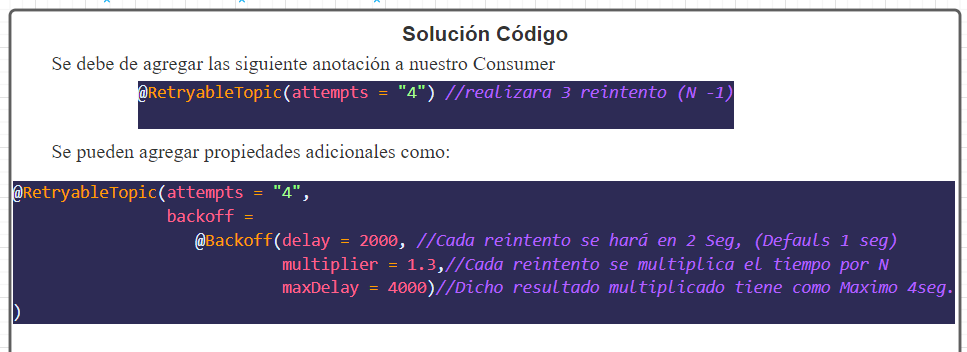 Solución Código
Se debe de agregar las siguiente anotación a nuestro Consumer
@RetryableTopic(attempts = "4") //realizara 3 reintento (N -1)
Se pueden agregar propiedades adicionales como:
@RetryableTopic(attempts = "4",
backoff =
@Backoff(delay = 2000, //Cada reintento se hará en 2 Seg, (Defauls 1 seg)
multiplier = 1.3,//Cada reintento se multiplica el tiempo por N
maxDelay = 4000)//Dicho resultado multiplicado tiene como Maximo 4seg.
)